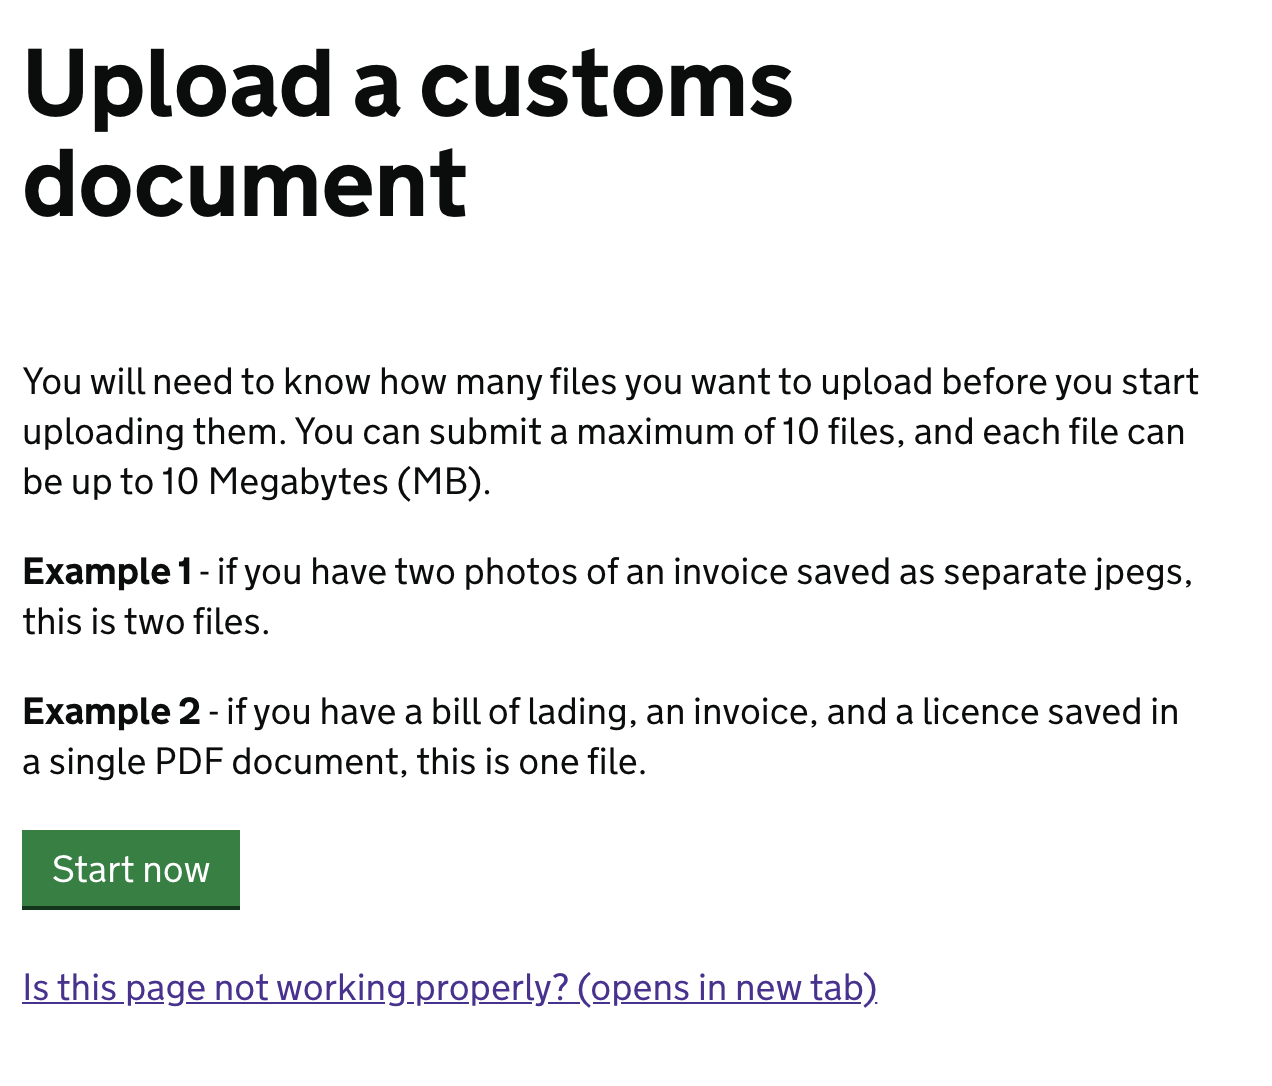 Upload a customs
document
You will need to know how many files you want to upload before you start
uploading them. You can submit a maximum of 10 files, and each file can
be up to 10 Megabytes (MB).
Example 1 - if you have two photos of an invoice saved as separate jpegs,
this is two files.
Example 2 - if you have a bill of lading, an invoice, and a licence saved in
a single PDF document, this is one file.
Start now
Is this page not working properly? (opens in new tab)